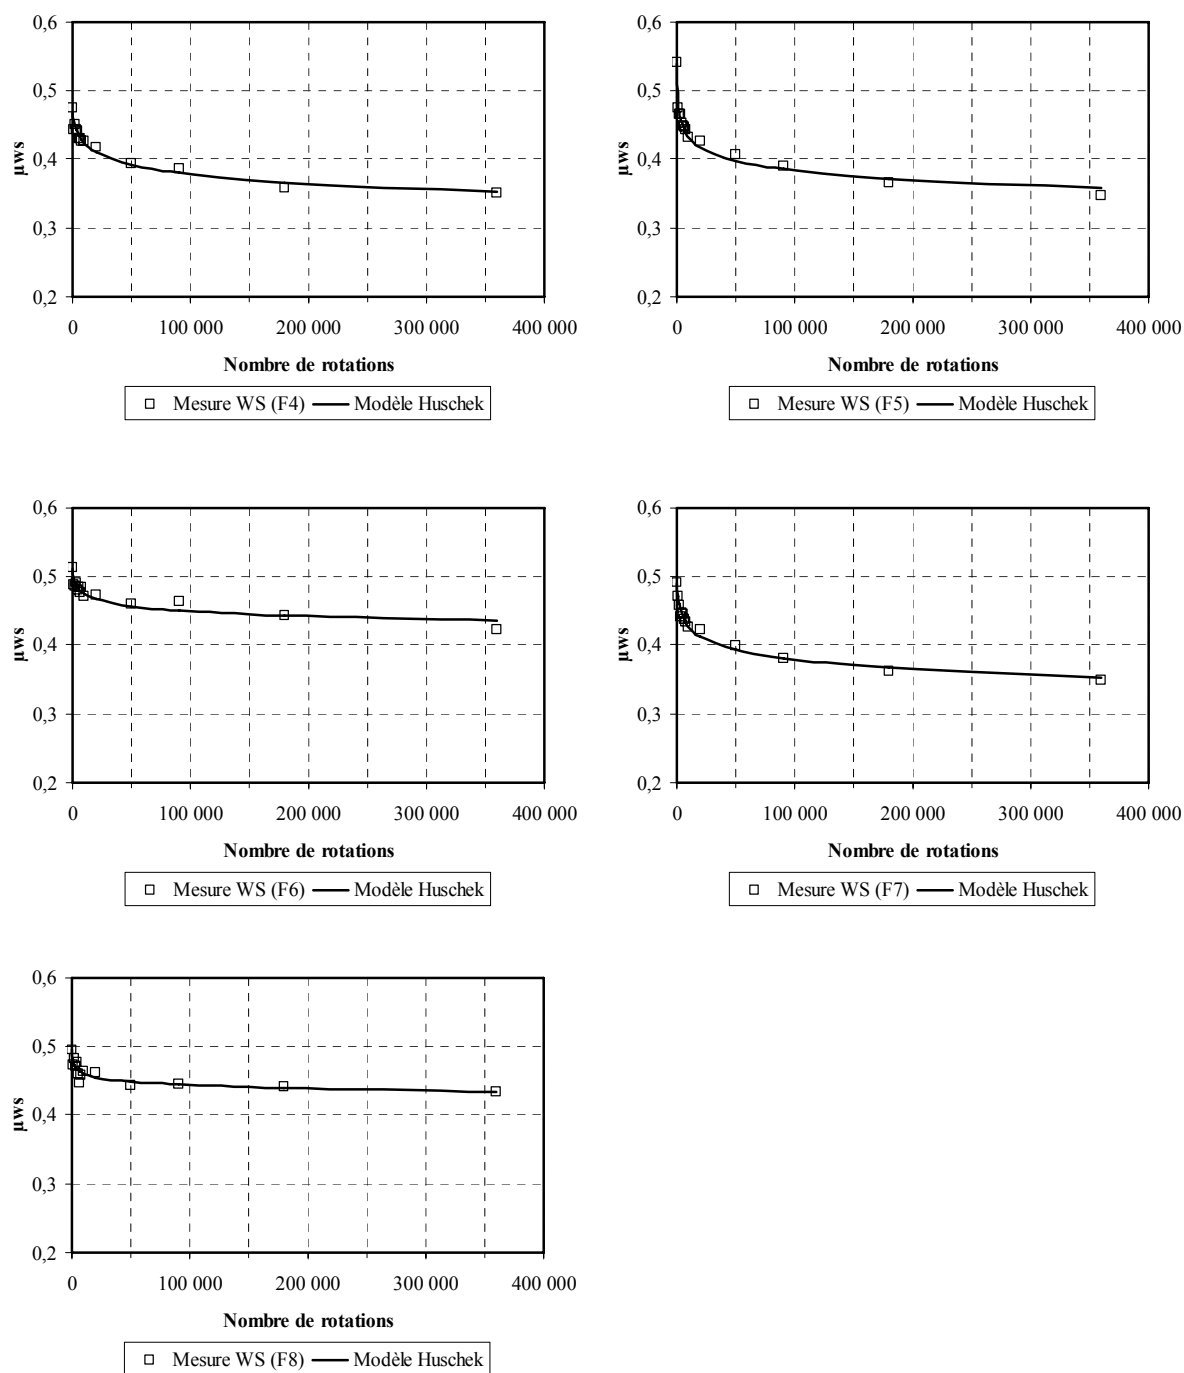 0,6
0,5
0,4
0,3
0,2
µws
0 100 000 200 000 300 000 400 000
Nombre de rotations
Mesure WS (F4) Modèle Huschek
0,6
0,5
0,4
0,3
0,2
µws
0 100 000 200 000 300 000 400 000
Nombre de rotations
Mesure WS (F5) Modèle Huschek
0,6
0,5
0,4
0,3
0,2
µws
0 100 000 200 000 300 000 400 000
Nombre de rotations
Mesure WS (F6) Modèle Huschek
0,6
0,5
0,4
0,3
0,2
µws
0 100 000 200 000 300 000 400 000
Nombre de rotations
Mesure WS (F7) Modèle Huschek
0,6
0,5
0,4
0,3
0,2
µws
0 100 000 200 000 300 000 400 000
Nombre de rotations
Mesure WS (F8) Modèle Huschek